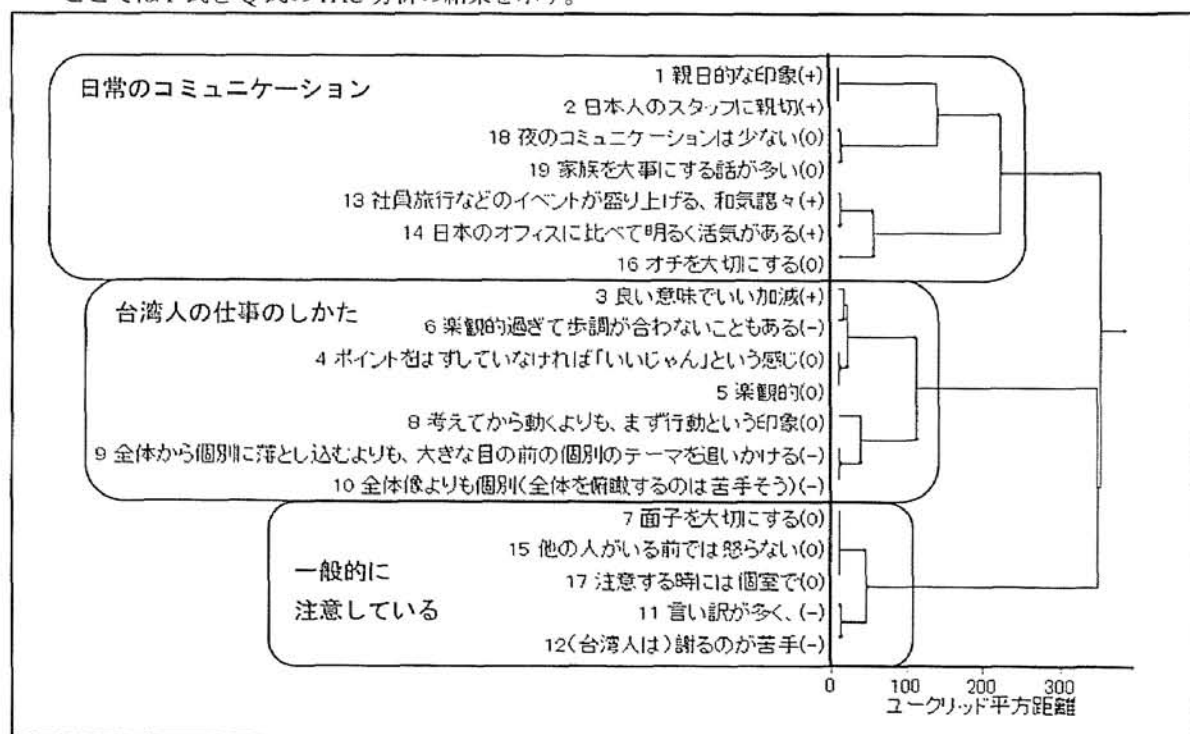 日常のコミュニケーション
1 親日的な印象(+)
2 日本人のスタッフに親切(+)
18 夜のコミュニケーションは少ない(0)
19 家族を大事にする話が多い(0)
13 社員旅行などのイベントが盛り上げる、和気藹々(+)
14 日本のオフィスに比べて明るく活気がある(+)
16 オチを大切にする(0)
台湾人の仕事のしかた
3 良い意味でいい加減(+)
6 楽観的過ぎて歩調が合わないこともある(-)
4 ポイントをはずしていなければ「いいじゃん」という感じ(0)
5 楽観的(0)
8 考えてから動くよりも、まず行動という印象(0)
9 全体から個別に落とし込むよりも、大きな目の前の個別のテーマを追いかける(-)
10 全体像よりも個別(全体を俯瞰するのは苦手そう)(-)
一般的に
注意している
7 面子を大切にする(0)
15 他の人がいる前では怒らない(0)
17 注意する時には個室で(0)
11 言い訳が多く、(-)
12(台湾人は)謝るのが苦手(-)
0 100 200 300
ユークリッド平方距離